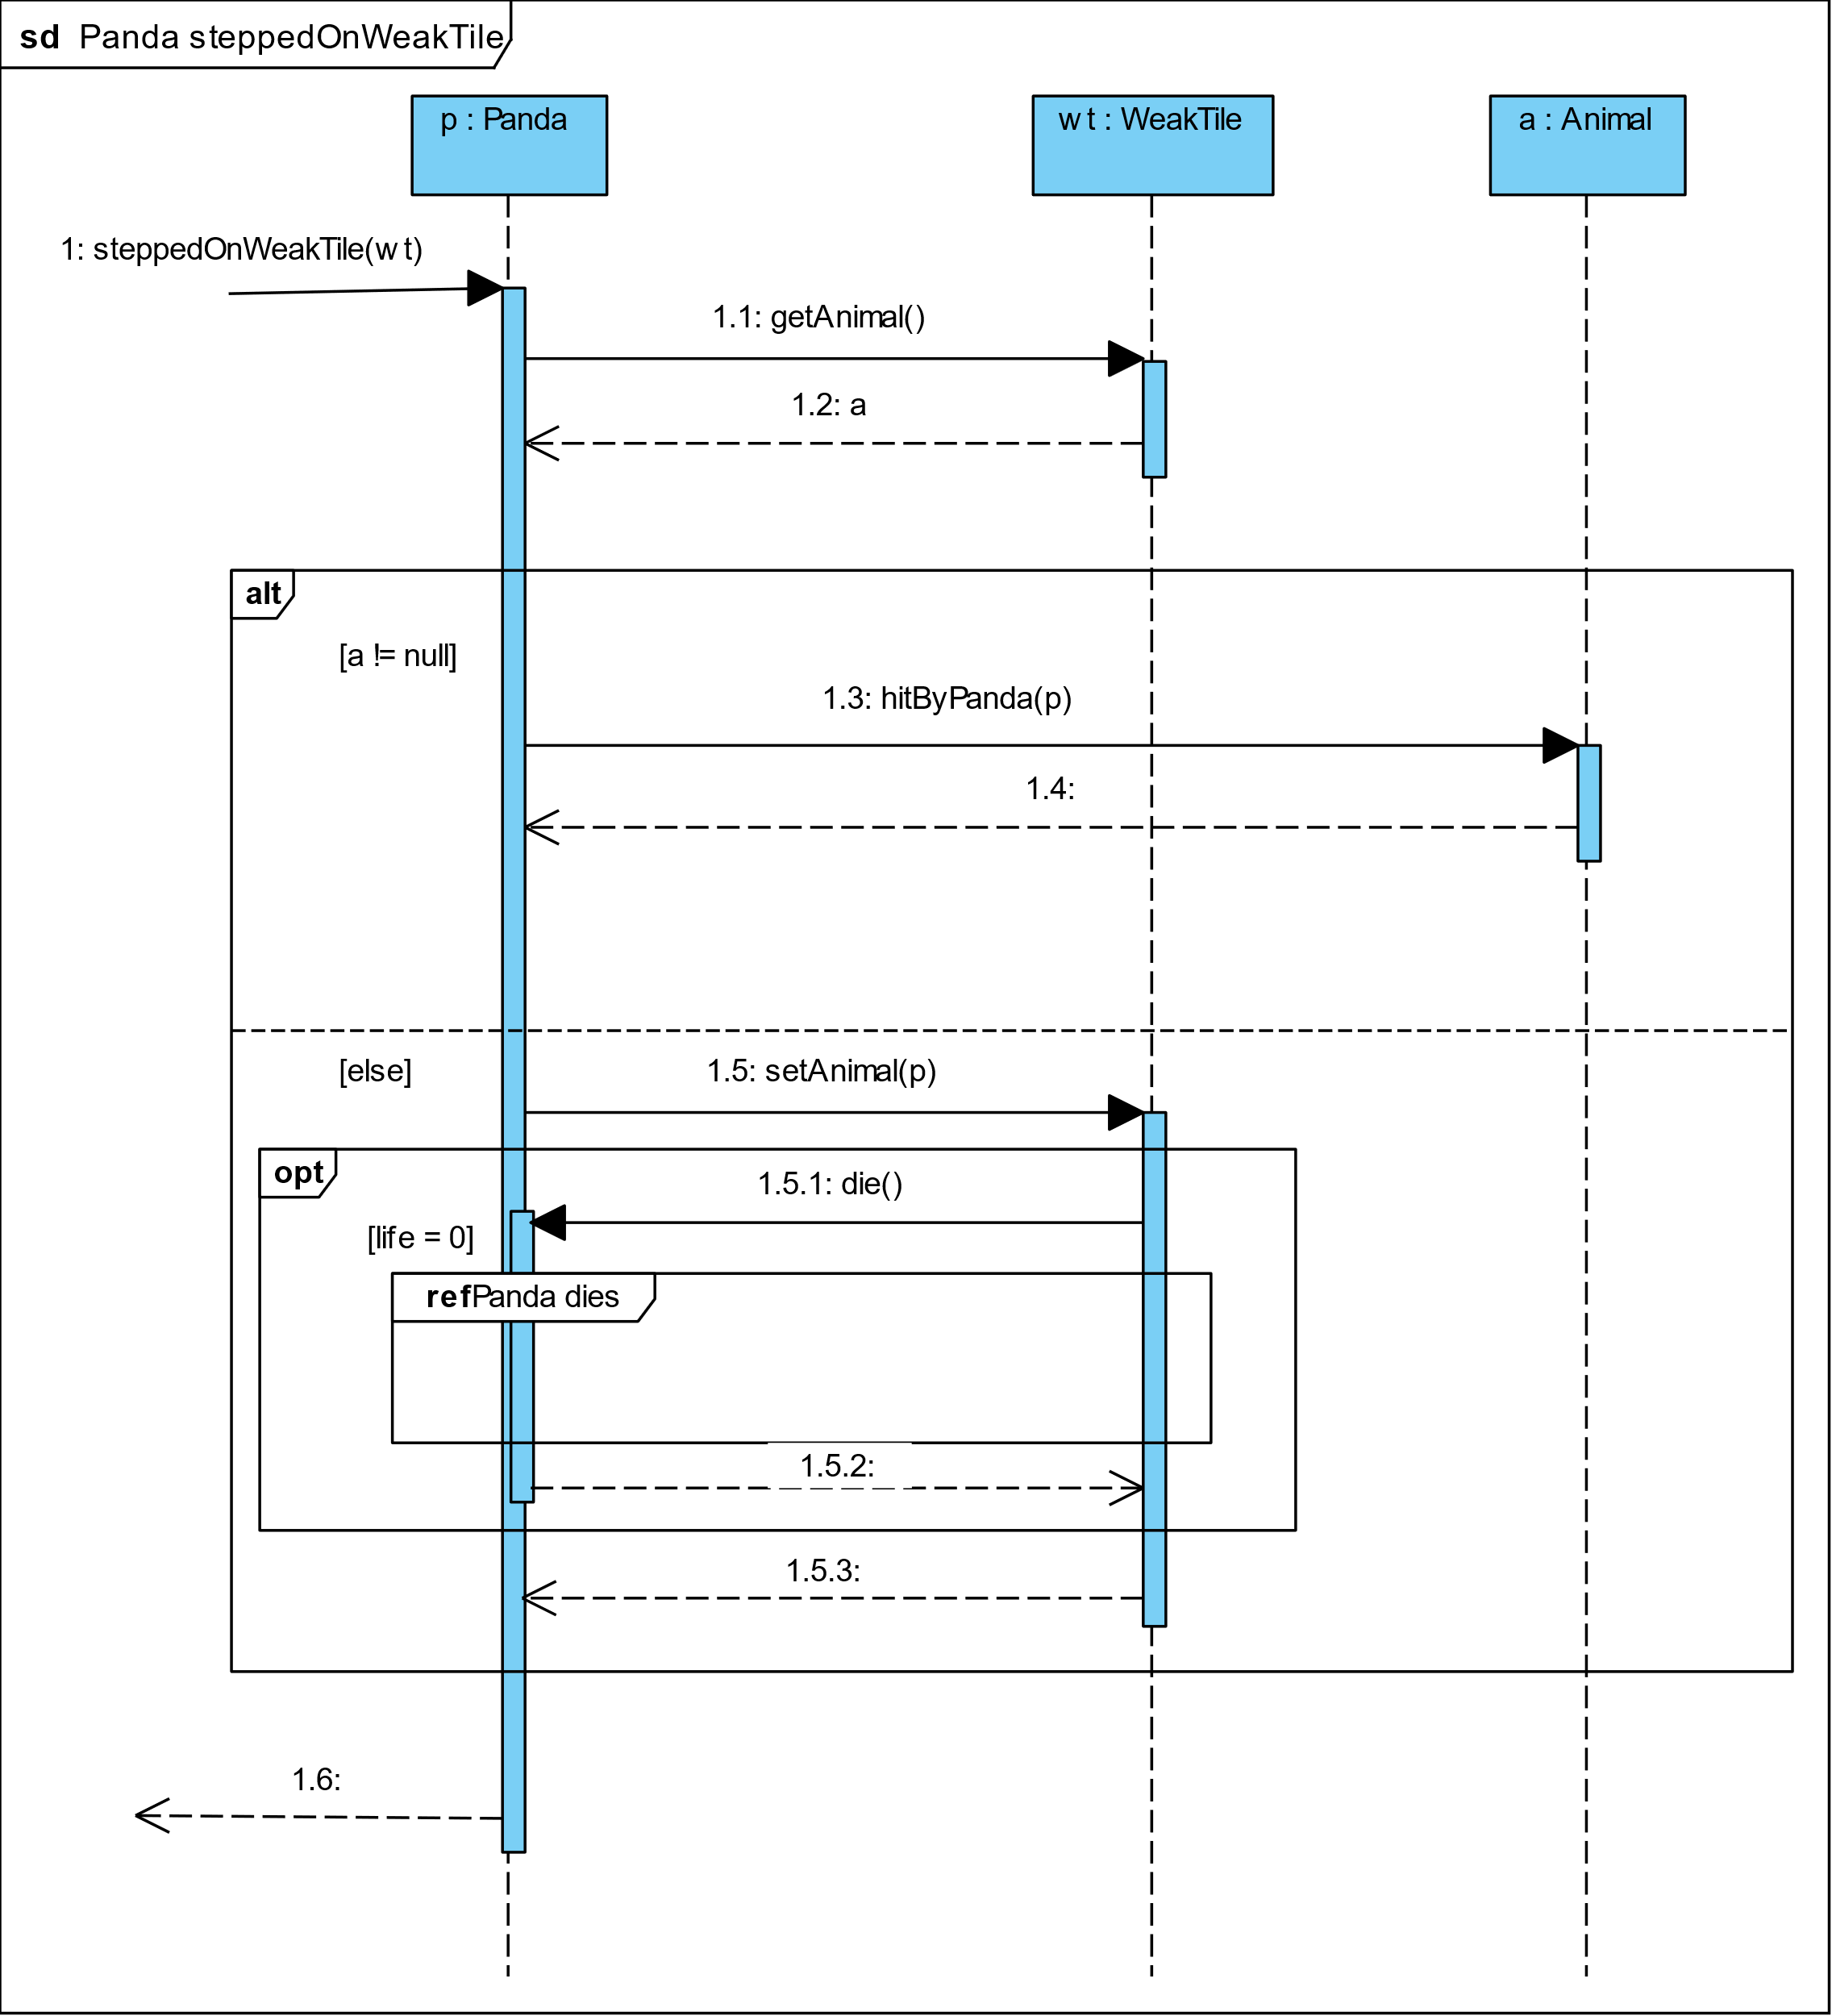 sd Panda steppedOnWeakTile
p : Panda
wt : WeakTile
a : Animal
1: steppedOnWeakTile(wt)
1.1: getAnimal()
1.2: a
alt
[a != null]
1.3: hitByPanda(p)
1.4:
[else]
1.5: setAnimal(p)
opt
1.5.1: die()
[life = 0]
ref Panda dies
1.5.2:
1.5.3:
1.6: